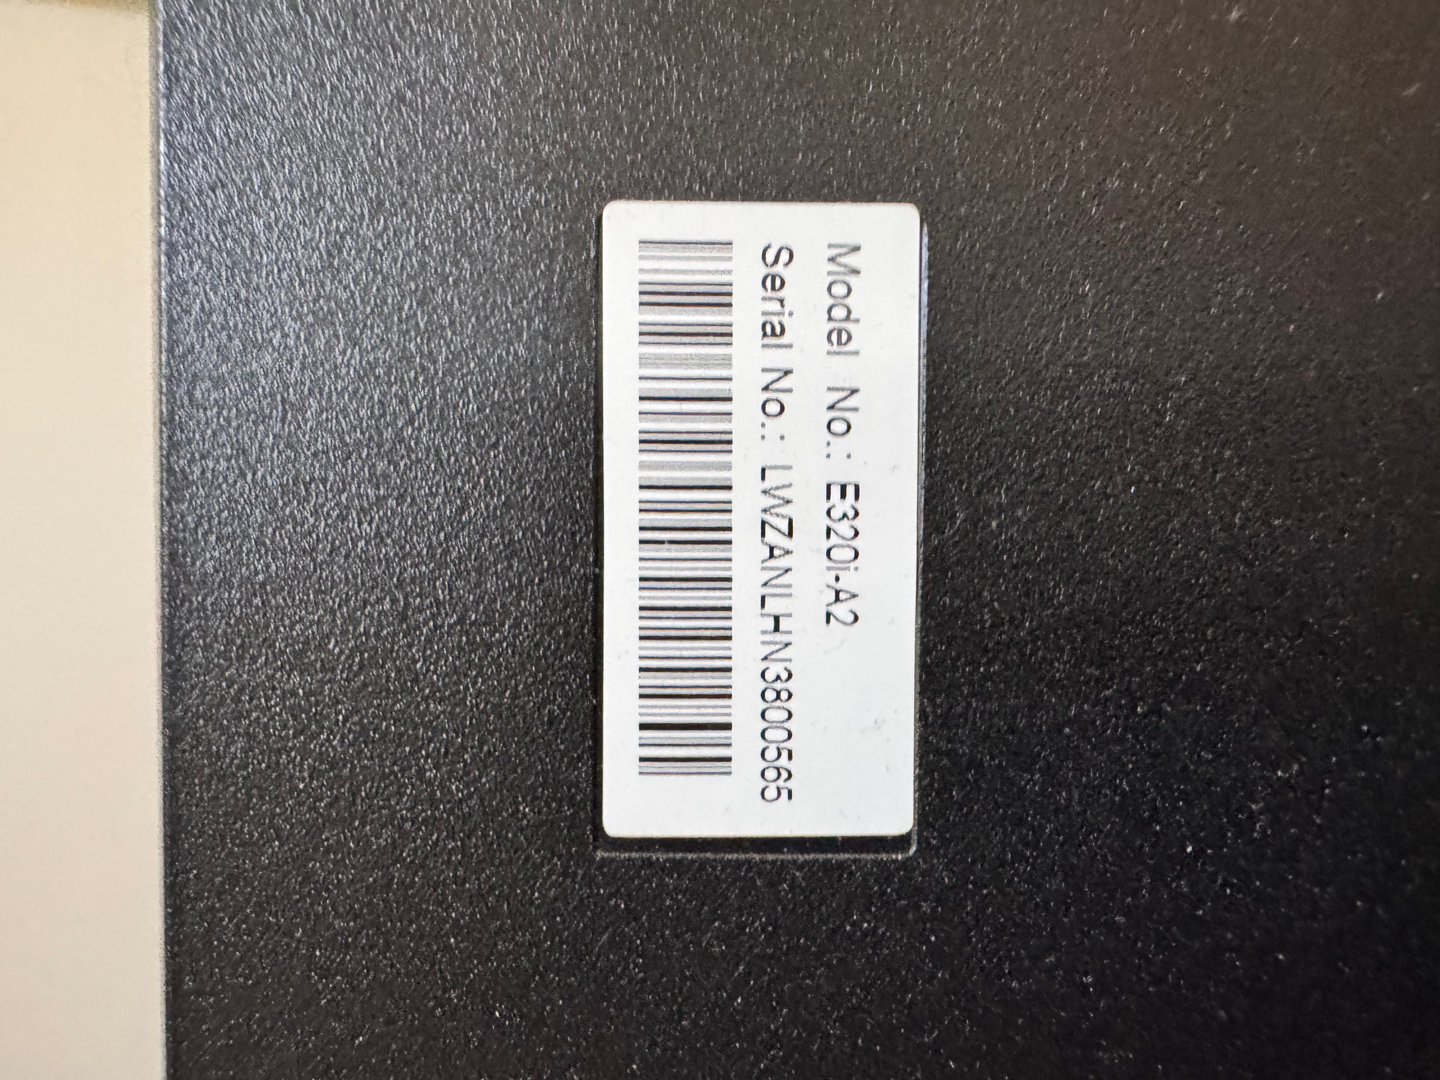 Model No.: E320i-A2
Serial No.: LWZANLHN3800565